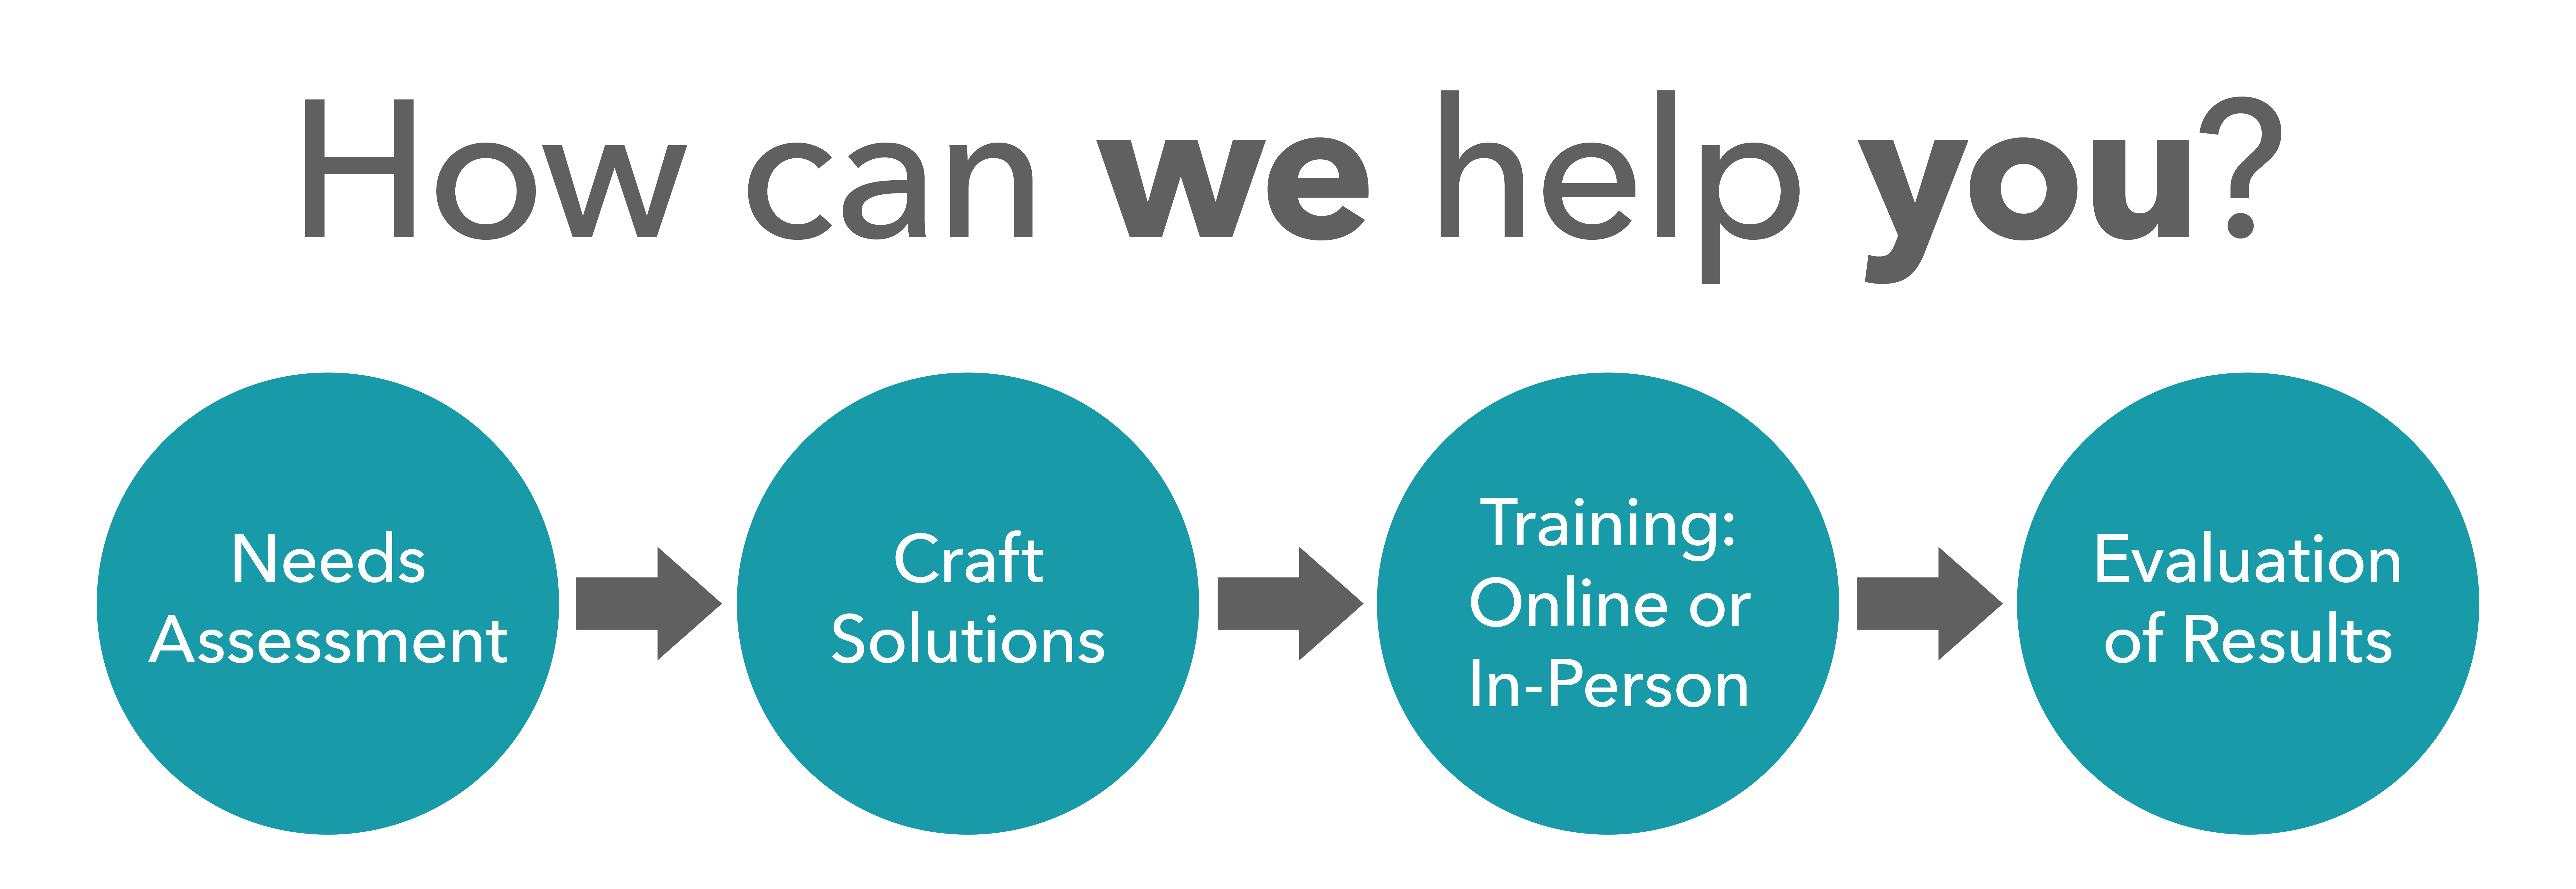 How can we help you?
Needs
Assessment
Craft
Solutions
Training:
Online or
In-Person
Evaluation
of Results